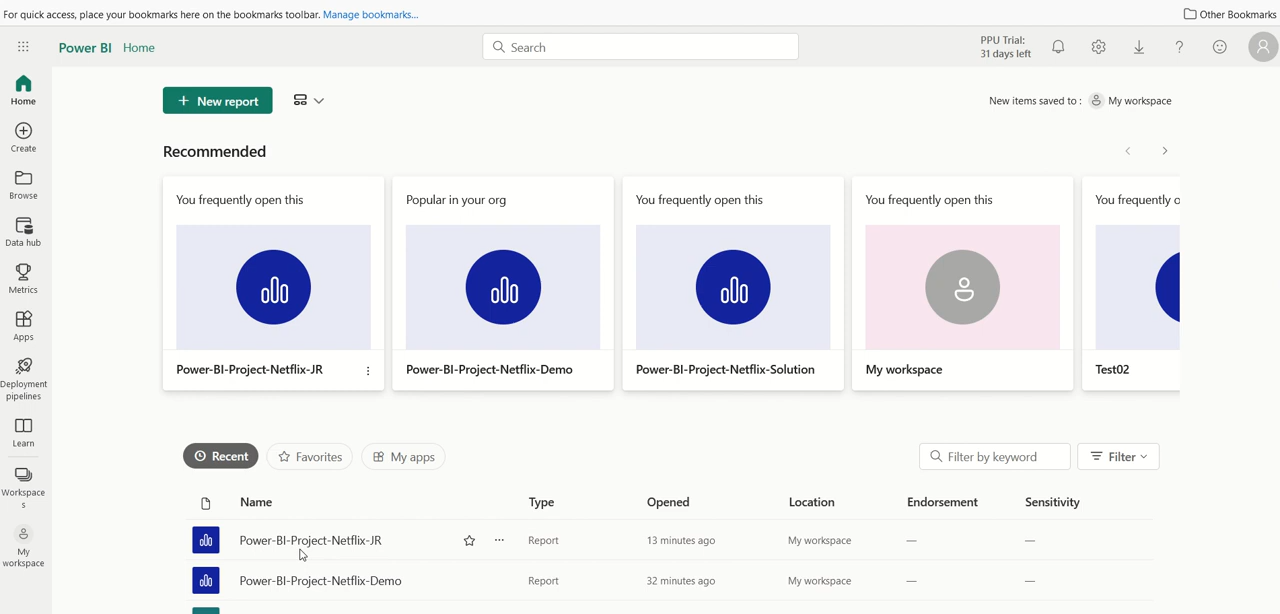 For quick access, place your bookmarks here on the bookmarks toolbar. Manage bookmarks...
Other Bookmarks
Power BI Home
Search
PPU Trial:
31 days left
Home
Create
Browse
Data hub
Metrics
Apps
Deployment
pipelines
Learn
Workspace
s
My
workspace
+ New report
New items saved to : My workspace
Recommended
You frequently open this
Power-BI-Project-Netflix-JR
Popular in your org
Power-BI-Project-Netflix-Demo
You frequently open this
Power-BI-Project-Netflix-Solution
You frequently open this
My workspace
You frequently o
Test02
Recent Favorites My apps
Filter by keyword Filter
Name Type Opened Location Endorsement Sensitivity
Power-BI-Project-Netflix-JR Report 13 minutes ago My workspace — —
Power-BI-Project-Netflix-Demo Report 32 minutes ago My workspace — —